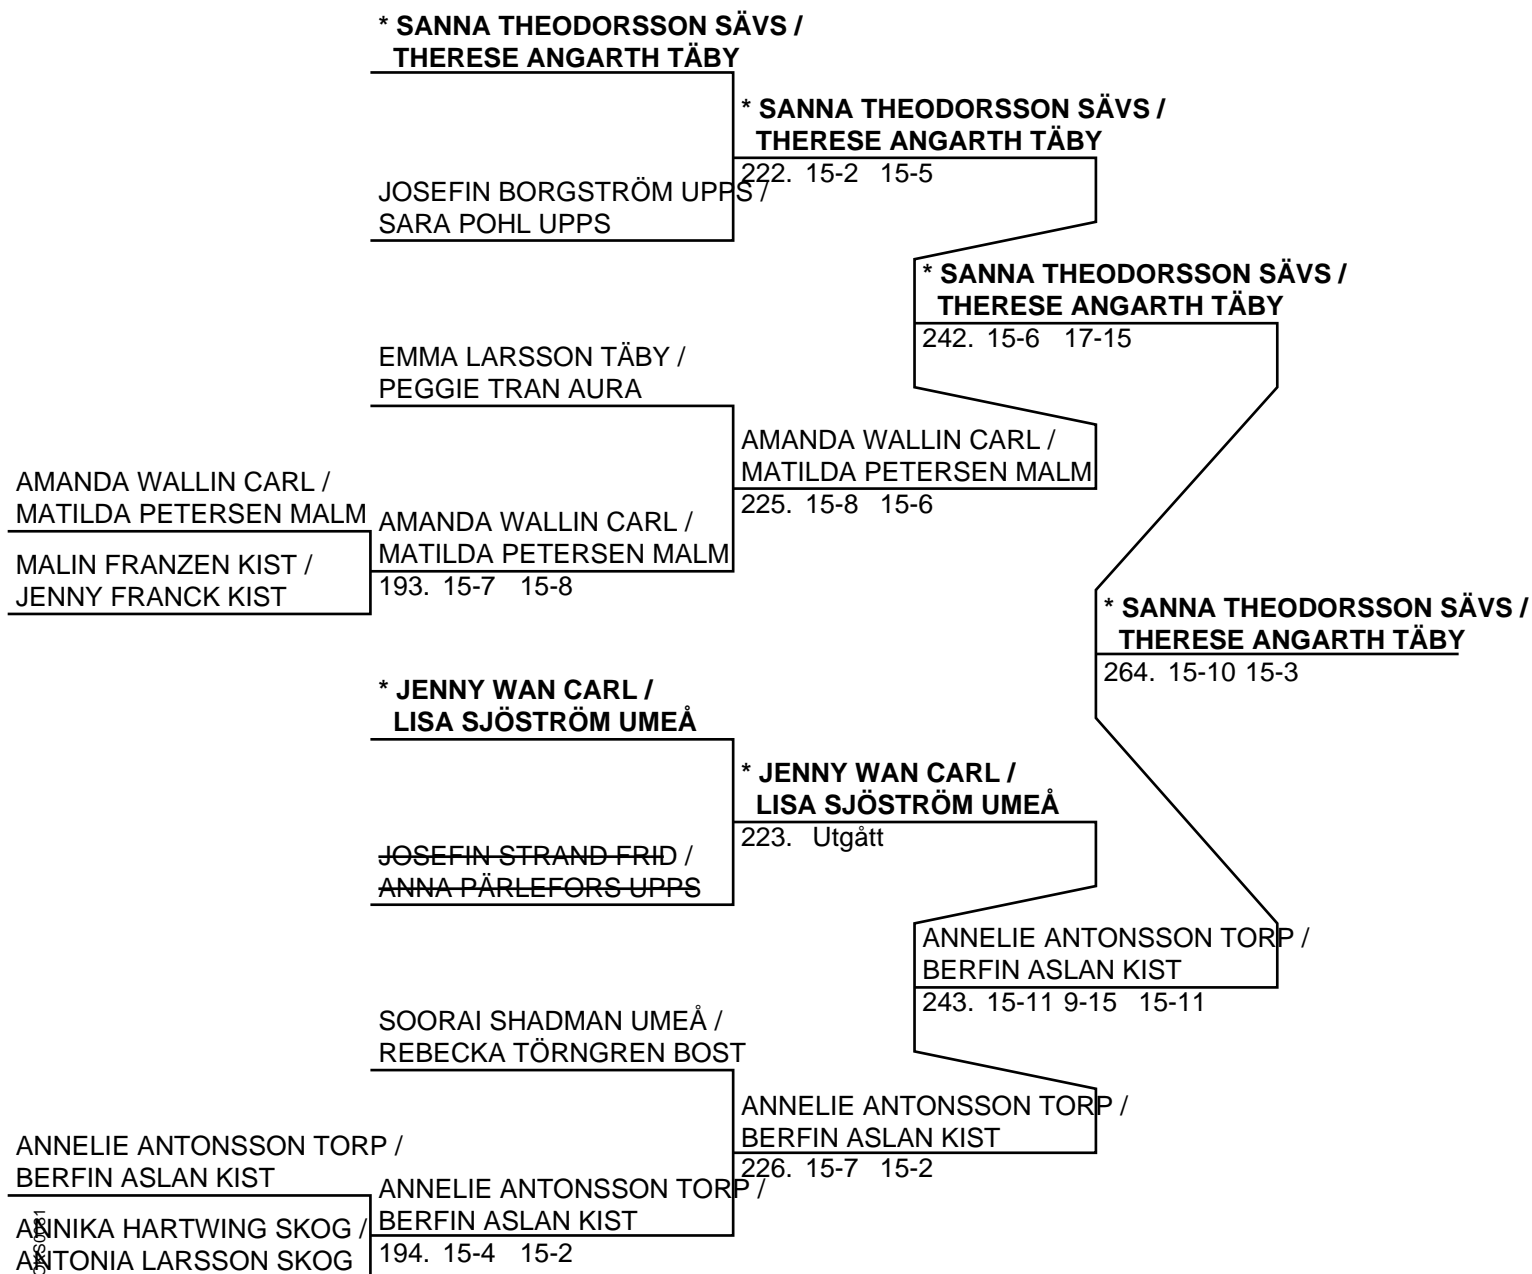 * SANNA THEODORSSON SÄVS /
THERESE ANGARTH TÄBY
* SANNA THEODORSSON SÄVS /
THERESE ANGARTH TÄBY
222. 15-2 15-5
JOSEFIN BORGSTRÖM UPPS /
SARA POHL UPPS
* SANNA THEODORSSON SÄVS /
THERESE ANGARTH TÄBY
242. 15-6 17-15
EMMA LARSSON TÄBY /
PEGGIE TRAN AURA
AMANDA WALLIN CARL /
MATILDA PETERSEN MALM
225. 15-8 15-6
AMANDA WALLIN CARL /
MATILDA PETERSEN MALM
AMANDA WALLIN CARL /
MATILDA PETERSEN MALM
193. 15-7 15-8
MALIN FRANZEN KIST /
JENNY FRANCK KIST
* SANNA THEODORSSON SÄVS /
THERESE ANGARTH TÄBY
264. 15-10 15-3
* JENNY WAN CARL /
LISA SJÖSTRÖM UMEÅ
* JENNY WAN CARL /
LISA SJÖSTRÖM UMEÅ
223. Utgått
JOSEFIN STRAND FRID /
ANNA PÄRLEFORS UPPS
ANNELIE ANTONSSON TORP /
BERFIN ASLAN KIST
243. 15-11 9-15 15-11
SOORAI SHADMAN UMEÅ /
REBECKA TÖRNGREN BOST
ANNELIE ANTONSSON TORP /
BERFIN ASLAN KIST
226. 15-7 15-2
ANNELIE ANTONSSON TORP /
BERFIN ASLAN KIST
ANNELIE ANTONSSON TORP /
BERFIN ASLAN KIST
194. 15-4 15-2
ANNIKA HARTWING SKOG /
ANTONIA LARSSON SKOG